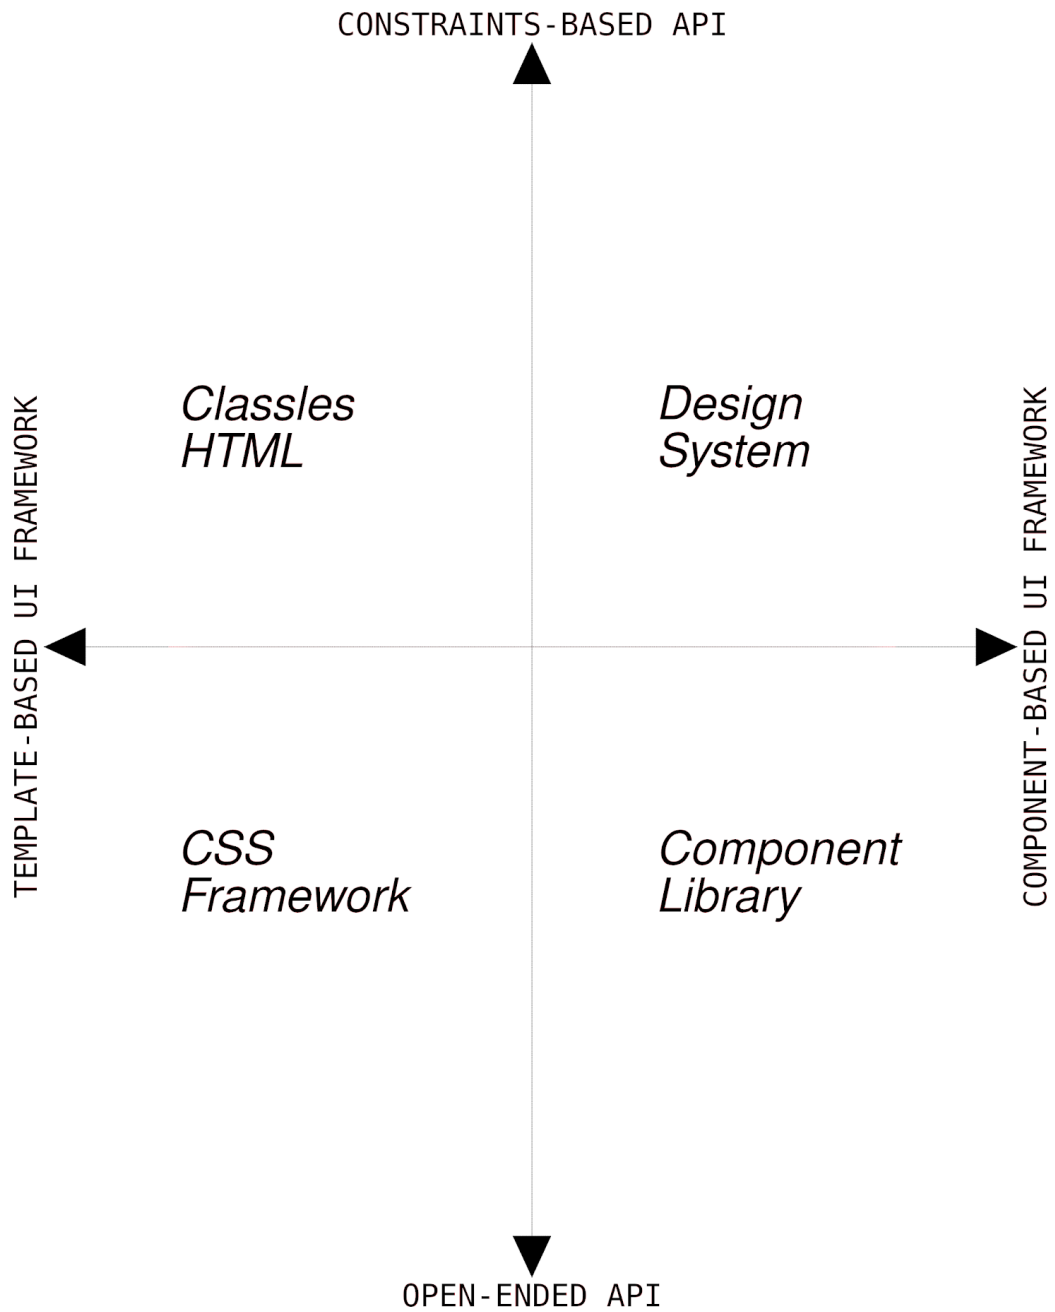 CONSTRAINTS-BASED API
Classles
HTML
Design
System
TEMPLATE-BASED UI FRAMEWORK
COMPONENT-BASED UI FRAMEWORK
CSS
Framework
Component
Library
OPEN-ENDED API